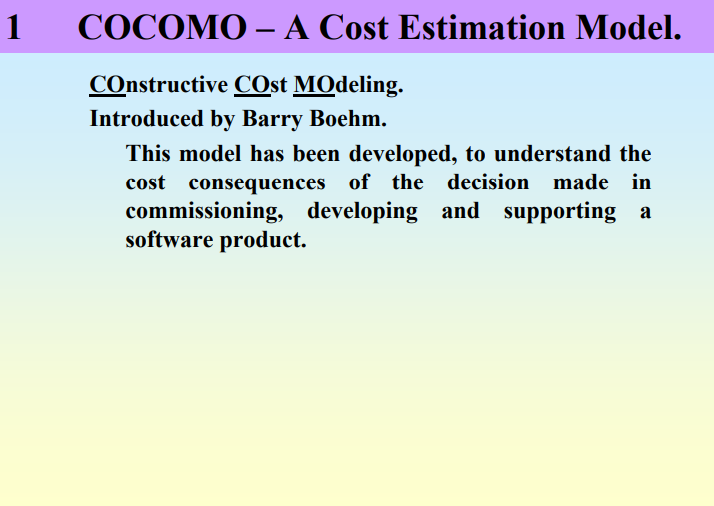 1 COCOMO – A Cost Estimation Model.
COnstructive COst MOdeling.
Introduced by Barry Boehm.
This model has been developed, to understand the
cost consequences of the decision made in
commissioning, developing and supporting a
software product.